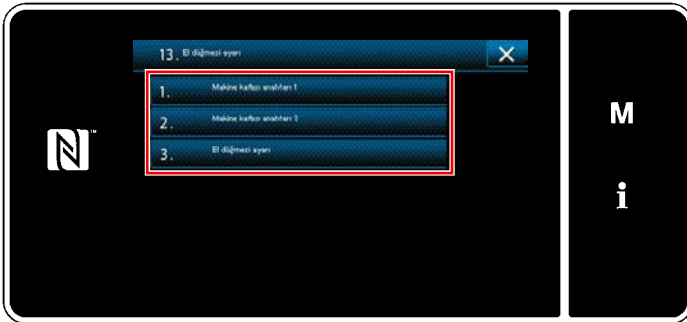 13. El düğmesi ayarı
1. Makine kafası anahtarı 1
2. Makine kafası anahtarı 2
3. El düğmesi ayarı
M
i
N